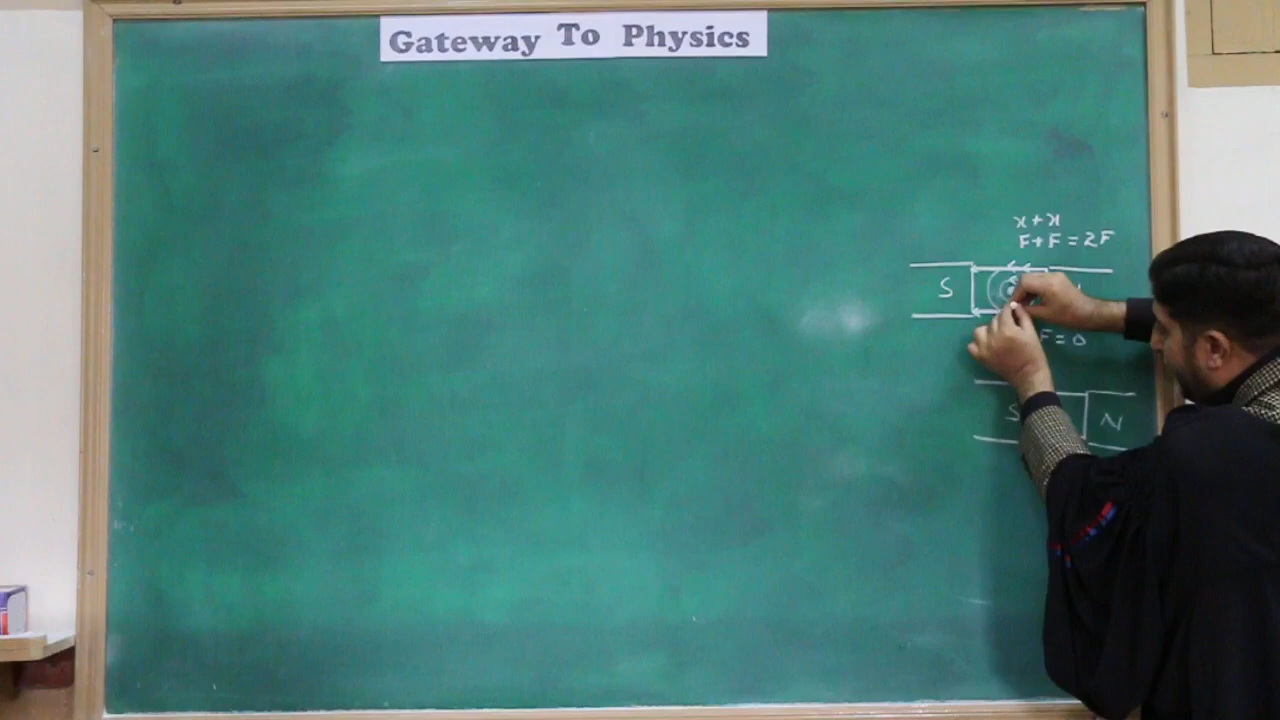 Gateway To Physics
x + x
F + F = 2F
S
F = 0
S N